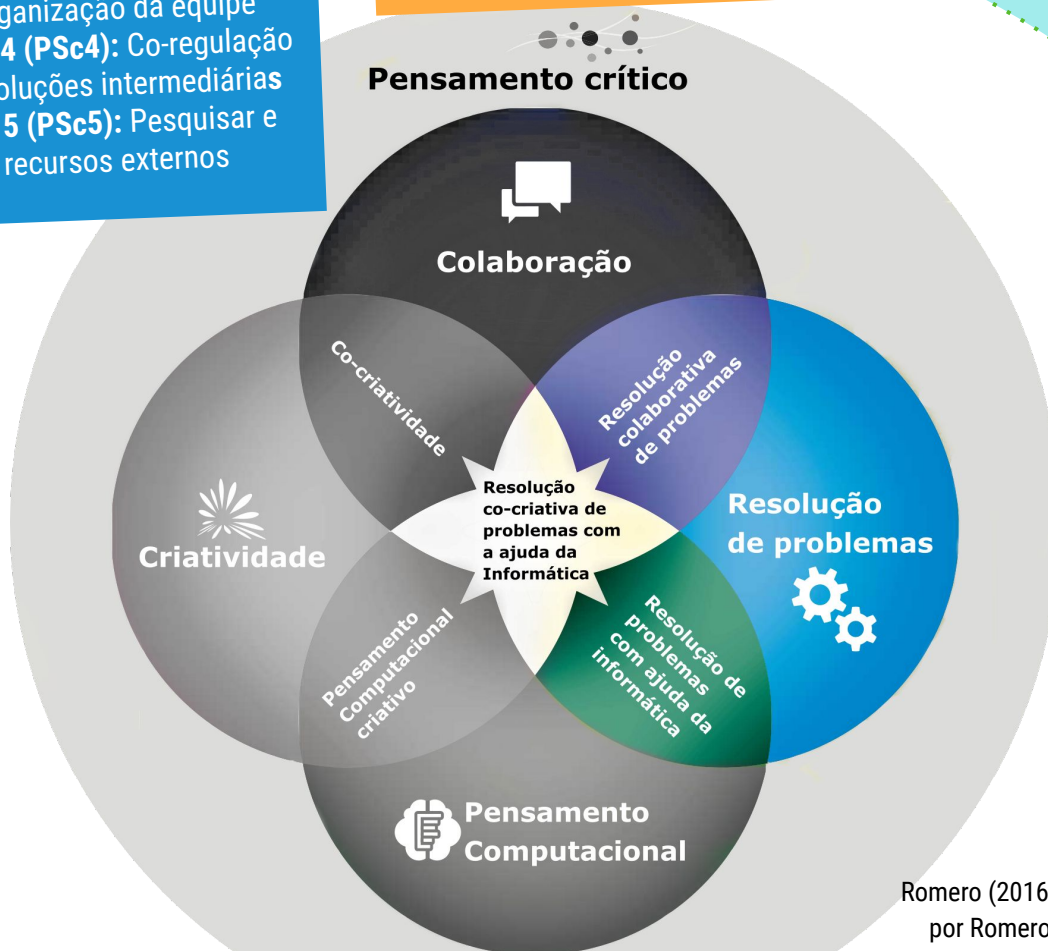 ganização da equipe
4 (PSc4): Co-regulação
oluções intermediárias
5 (PSc5): Pesquisar e
recursos externos
Pensamento crítico
Colaboração
Co-criatividade
Resolução
colaborativa
de problemas
Resolução
co-criativa de
problemas com
a ajuda da
Informática
Criatividade
Resolução
de problemas
Pensamento
Computacional
criativo
Resolução de
problemas
com ajuda da
informática
Pensamento
Computacional
Romero (2016
por Romero